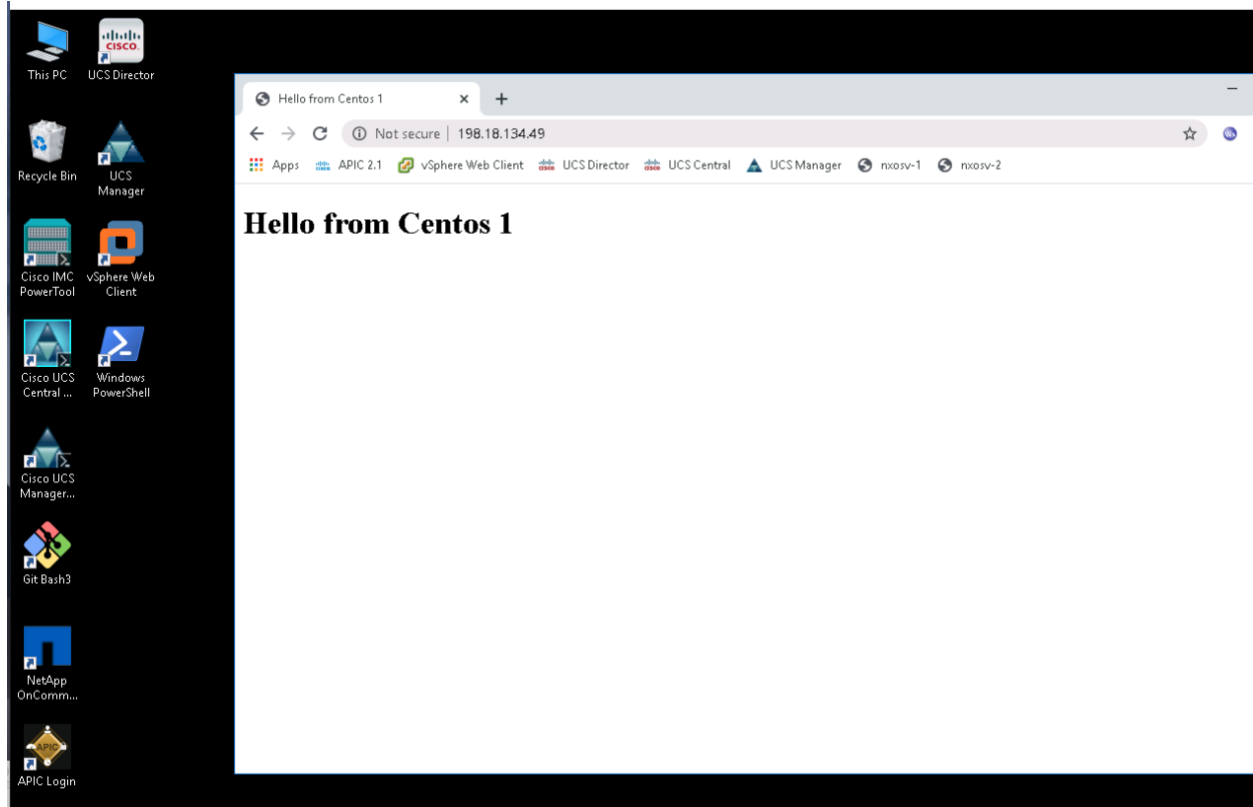 This PC
CISCO
UCS Director
Recycle Bin
UCS
Manager
Cisco IMC
PowerTool
vSphere Web
Client
Cisco UCS
Central ...
Windows
PowerShell
Cisco UCS
Manager...
Git Bash3
NetApp
OnComm...
APIC
APIC Login
Hello from Centos 1
Not secure | 198.18.134.49
Apps APIC 2.1 vSphere Web Client UCS Director UCS Central UCS Manager nxosv-1 nxosv-2
Hello from Centos 1